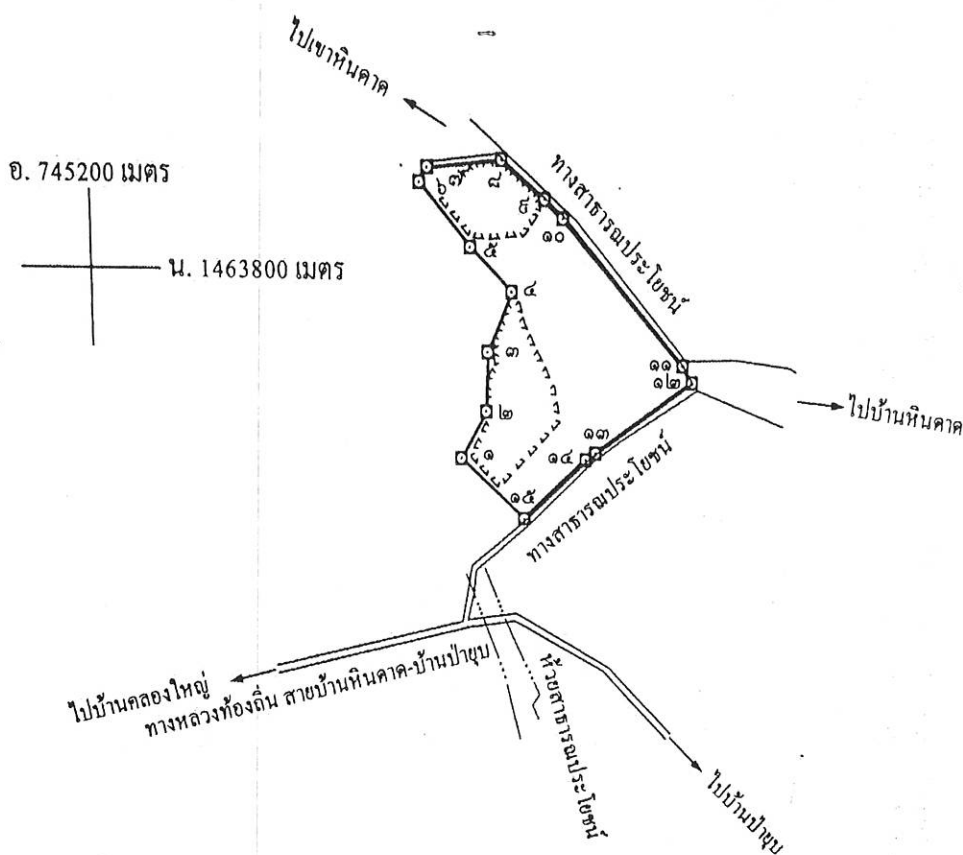 ไปเขาหินดาด
อ. 745200 เมตร
น. 1463800 เมตร
ทางสาธารณประโยชน์
๗
๘
๖
๙
๑๐
๕
๔
๓
๑๑
๑๒
ไปบ้านหินดาด
๒
๑๓
๑
๑๔
๑๕
ทางสาธารณประโยชน์
ไปบ้านคลองใหญ่
ทางหลวงท้องถิ่น สายบ้านหินดาด-บ้านป่ายุบ
ห้วยสาธารณประโยชน์
ไปบ้านป่ายุบ